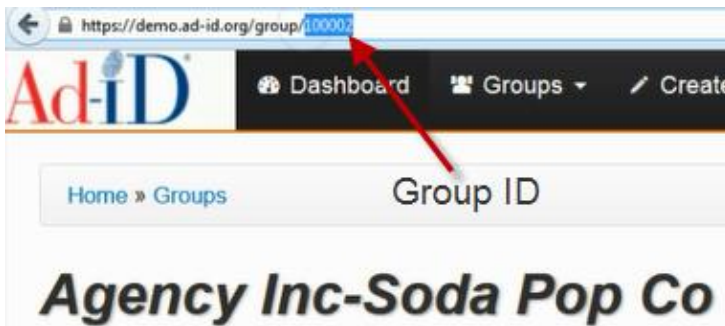 https://demo.ad-id.org/group/100002
Ad-iD Dashboard Groups Create
Home » Groups
Group ID
Agency Inc-Soda Pop Co